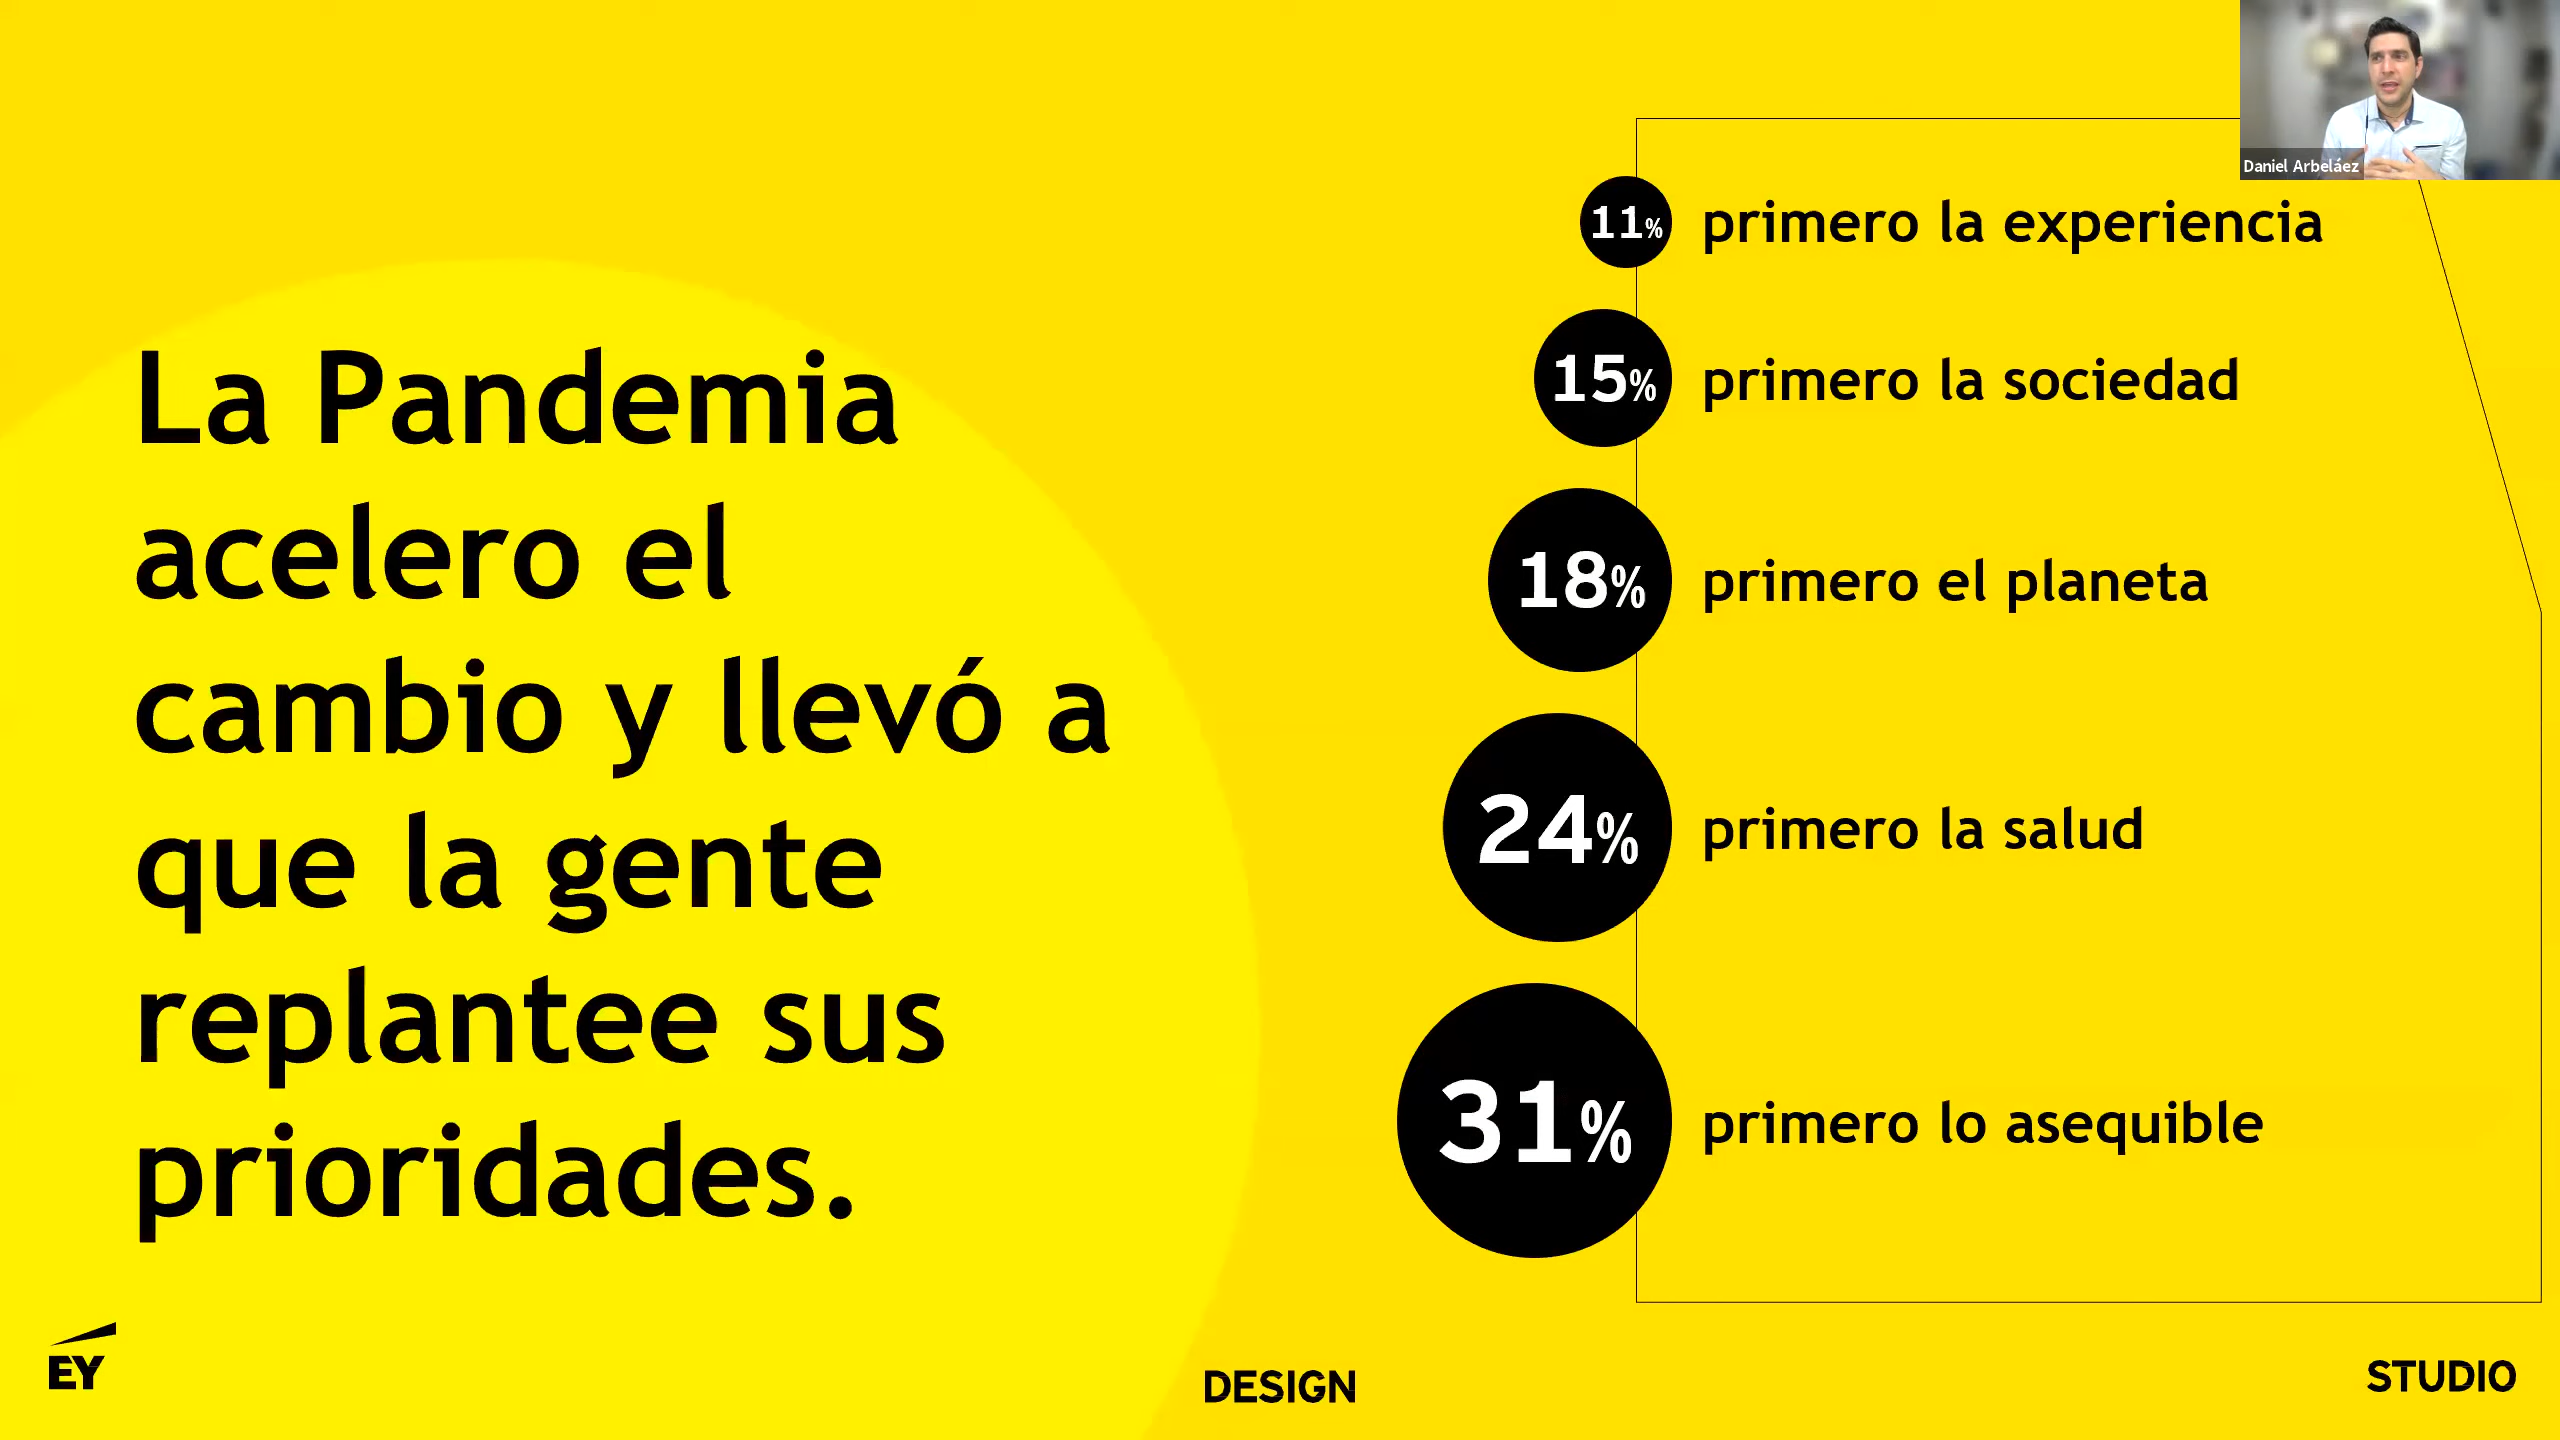 Daniel Arbeláez
La Pandemia
acelero el
cambio y llevó a
que la gente
replantee sus
prioridades.
11% primero la experiencia
15% primero la sociedad
18% primero el planeta
24% primero la salud
31% primero lo asequible
EY
DESIGN
STUDIO